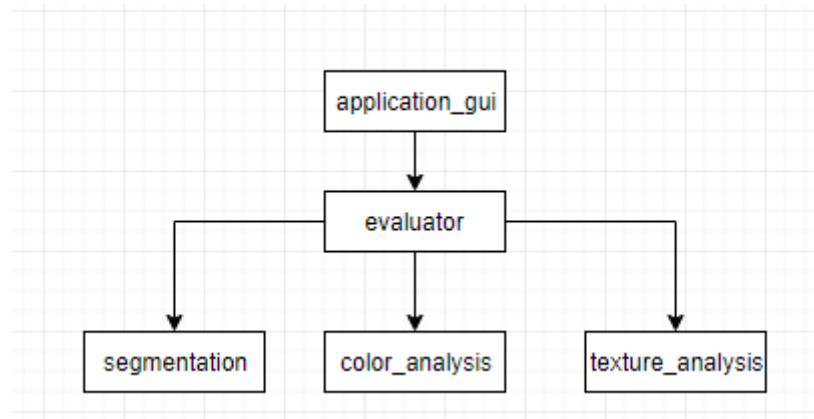 application_gui
evaluator
segmentation
color_analysis
texture_analysis